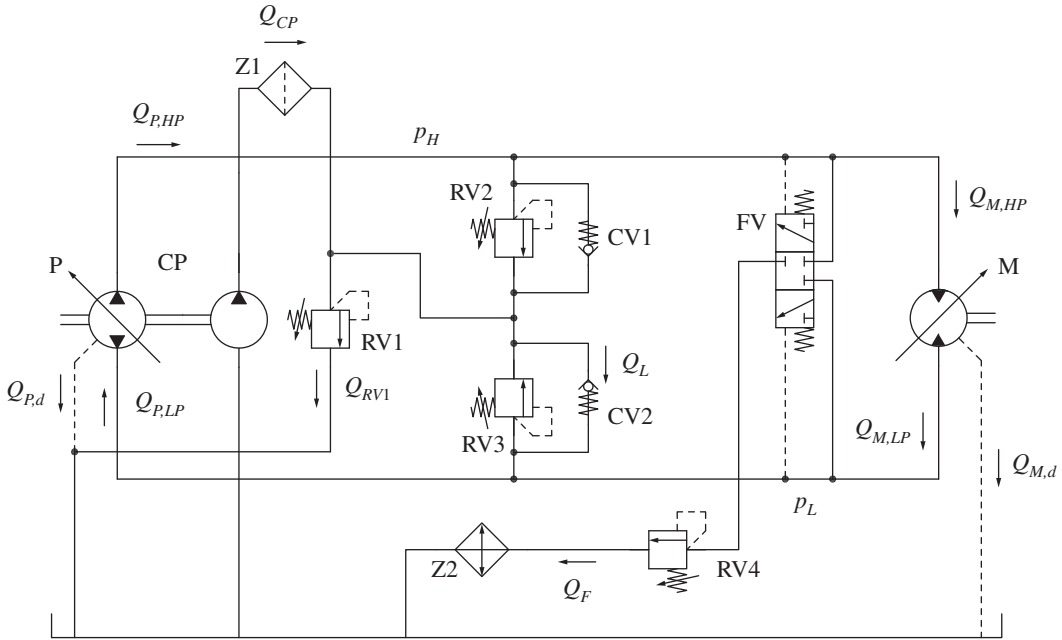 Q_CP
Z1
Q_P,HP
p_H
RV2
CV1
FV
Q_M,HP
P
CP
M
RV1
Q_L
Q_P,d
Q_P,LP
Q_RV1
CV2
RV3
Q_M,LP
Q_M,d
p_L
Z2
RV4
Q_F